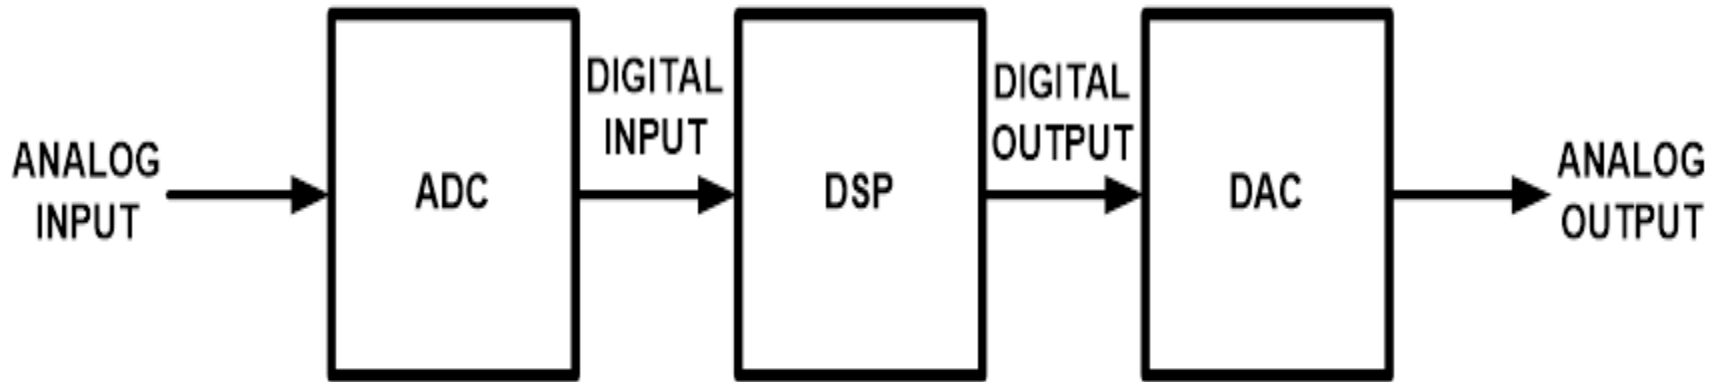 ANALOG
INPUT
ADC
DIGITAL
INPUT
DSP
DIGITAL
OUTPUT
DAC
ANALOG
OUTPUT